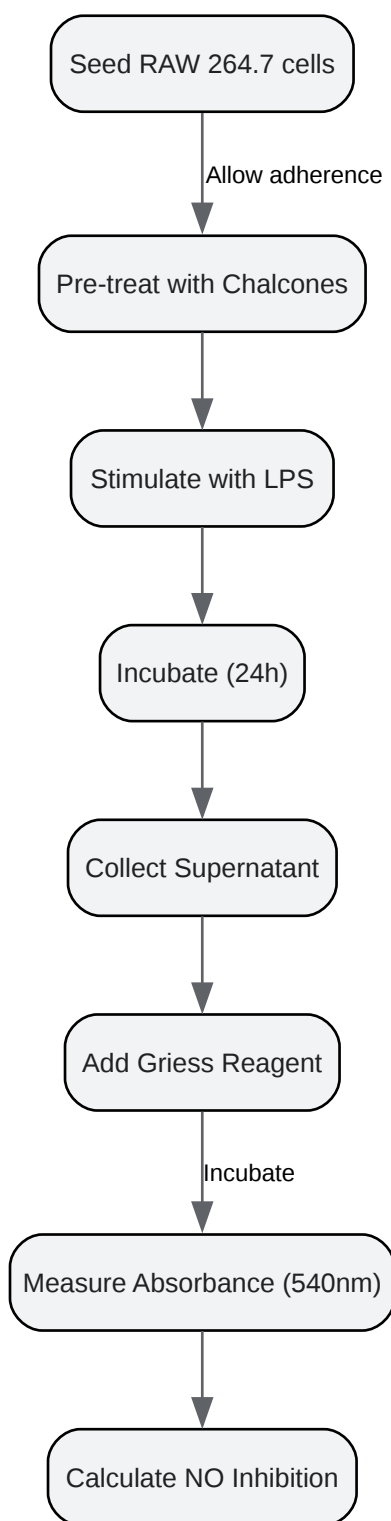 Seed RAW 264.7 cells
Allow adherence
Pre-treat with Chalcones
Stimulate with LPS
Incubate (24h)
Collect Supernatant
Add Griess Reagent
Incubate
Measure Absorbance (540nm)
Calculate NO Inhibition